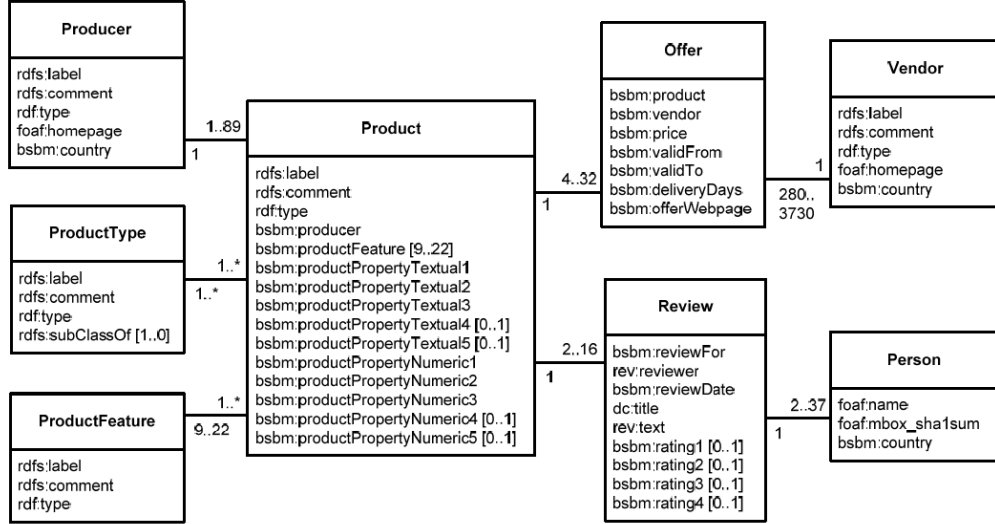 Producer
rdfs:label
rdfs:comment
rdf:type
foaf:homepage
bsbm:country
1..89
1
ProductType
rdfs:label
rdfs:comment
rdf:type
rdfs:subClassOf [1..0]
1..*
1..*
ProductFeature
rdfs:label
rdfs:comment
rdf:type
1..*
9..22
Product
rdfs:label
rdfs:comment
rdf:type
bsbm:producer
bsbm:productFeature [9..22]
bsbm:productPropertyTextual1
bsbm:productPropertyTextual2
bsbm:productPropertyTextual3
bsbm:productPropertyTextual4 [0..1]
bsbm:productPropertyTextual5 [0..1]
bsbm:productPropertyNumeric1
bsbm:productPropertyNumeric2
bsbm:productPropertyNumeric3
bsbm:productPropertyNumeric4 [0..1]
bsbm:productPropertyNumeric5 [0..1]
4..32
1
2..16
1
Offer
bsbm:product
bsbm:vendor
bsbm:price
bsbm:validFrom
bsbm:validTo
bsbm:deliveryDays
bsbm:offerWebpage
1
280..
3730
Vendor
rdfs:label
rdfs:comment
rdf:type
foaf:homepage
bsbm:country
Review
bsbm:reviewFor
rev:reviewer
bsbm:reviewDate
dc:title
rev:text
bsbm:rating1 [0..1]
bsbm:rating2 [0..1]
bsbm:rating3 [0..1]
bsbm:rating4 [0..1]
2..37
1
Person
foaf:name
foaf:mbox_sha1sum
bsbm:country